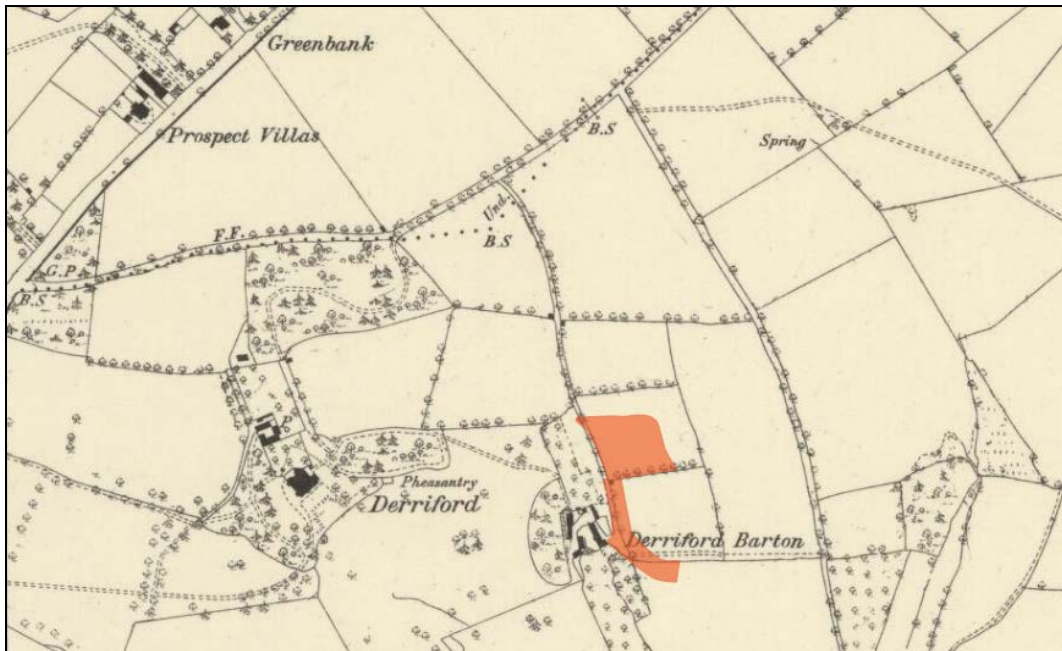 Greenbank
Prospect Villas
B.S
Spring
Und.
F.F.
B.S
G.P.
B.S
P
Pheasantry
Derriford
Derriford Barton